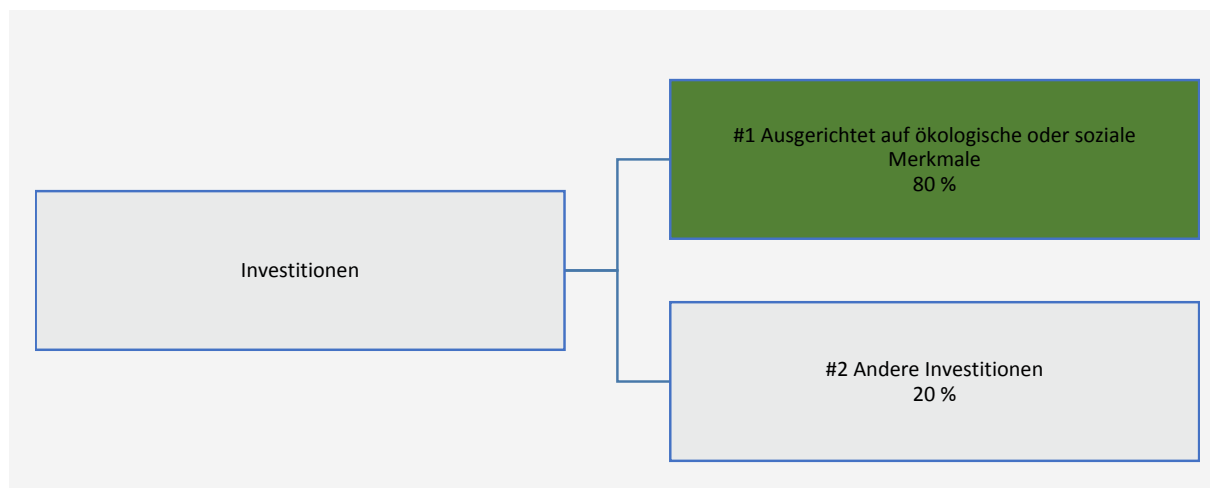 Investitionen
#1 Ausgerichtet auf ökologische oder soziale
Merkmale
80 %
#2 Andere Investitionen
20 %